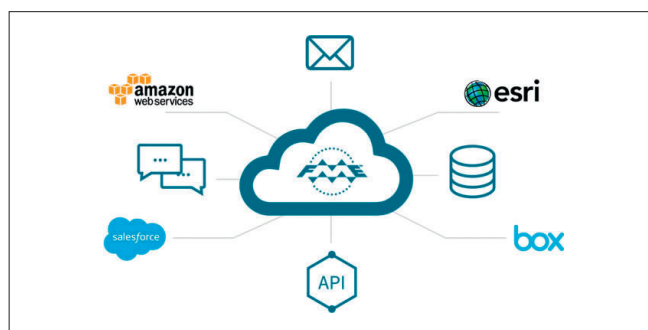 amazon
webservices
esri
FME
salesforce
box
API